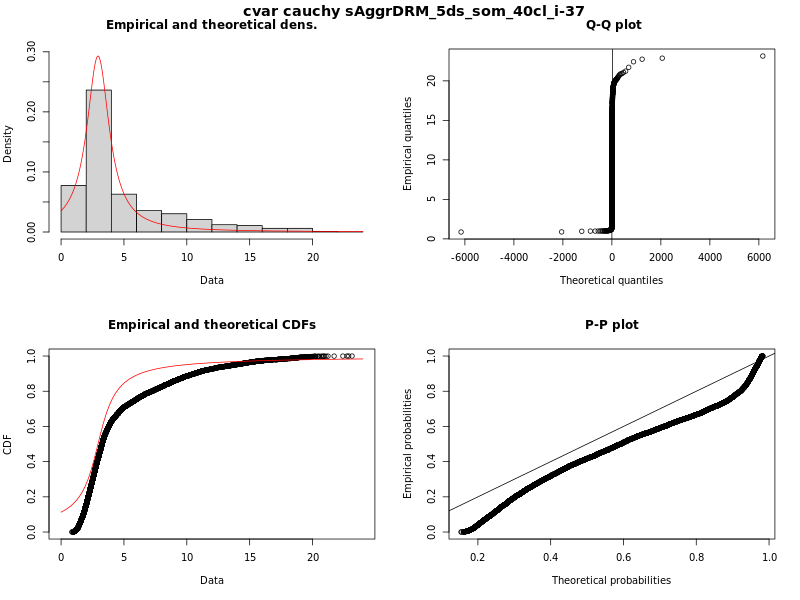 cvar cauchy sAggrDRM_5ds_som_40cl_i-37
Empirical and theoretical dens.
Density
0.00 0.10 0.20 0.30
0 5 10 15 20
Data
Q-Q plot
Empirical quantiles
0 5 10 15 20
-6000 -4000 -2000 0 2000 4000 6000
Theoretical quantiles
Empirical and theoretical CDFs
CDF
0.0 0.2 0.4 0.6 0.8 1.0
0 5 10 15 20
Data
P-P plot
Empirical probabilities
0.0 0.2 0.4 0.6 0.8 1.0
0.2 0.4 0.6 0.8 1.0
Theoretical probabilities